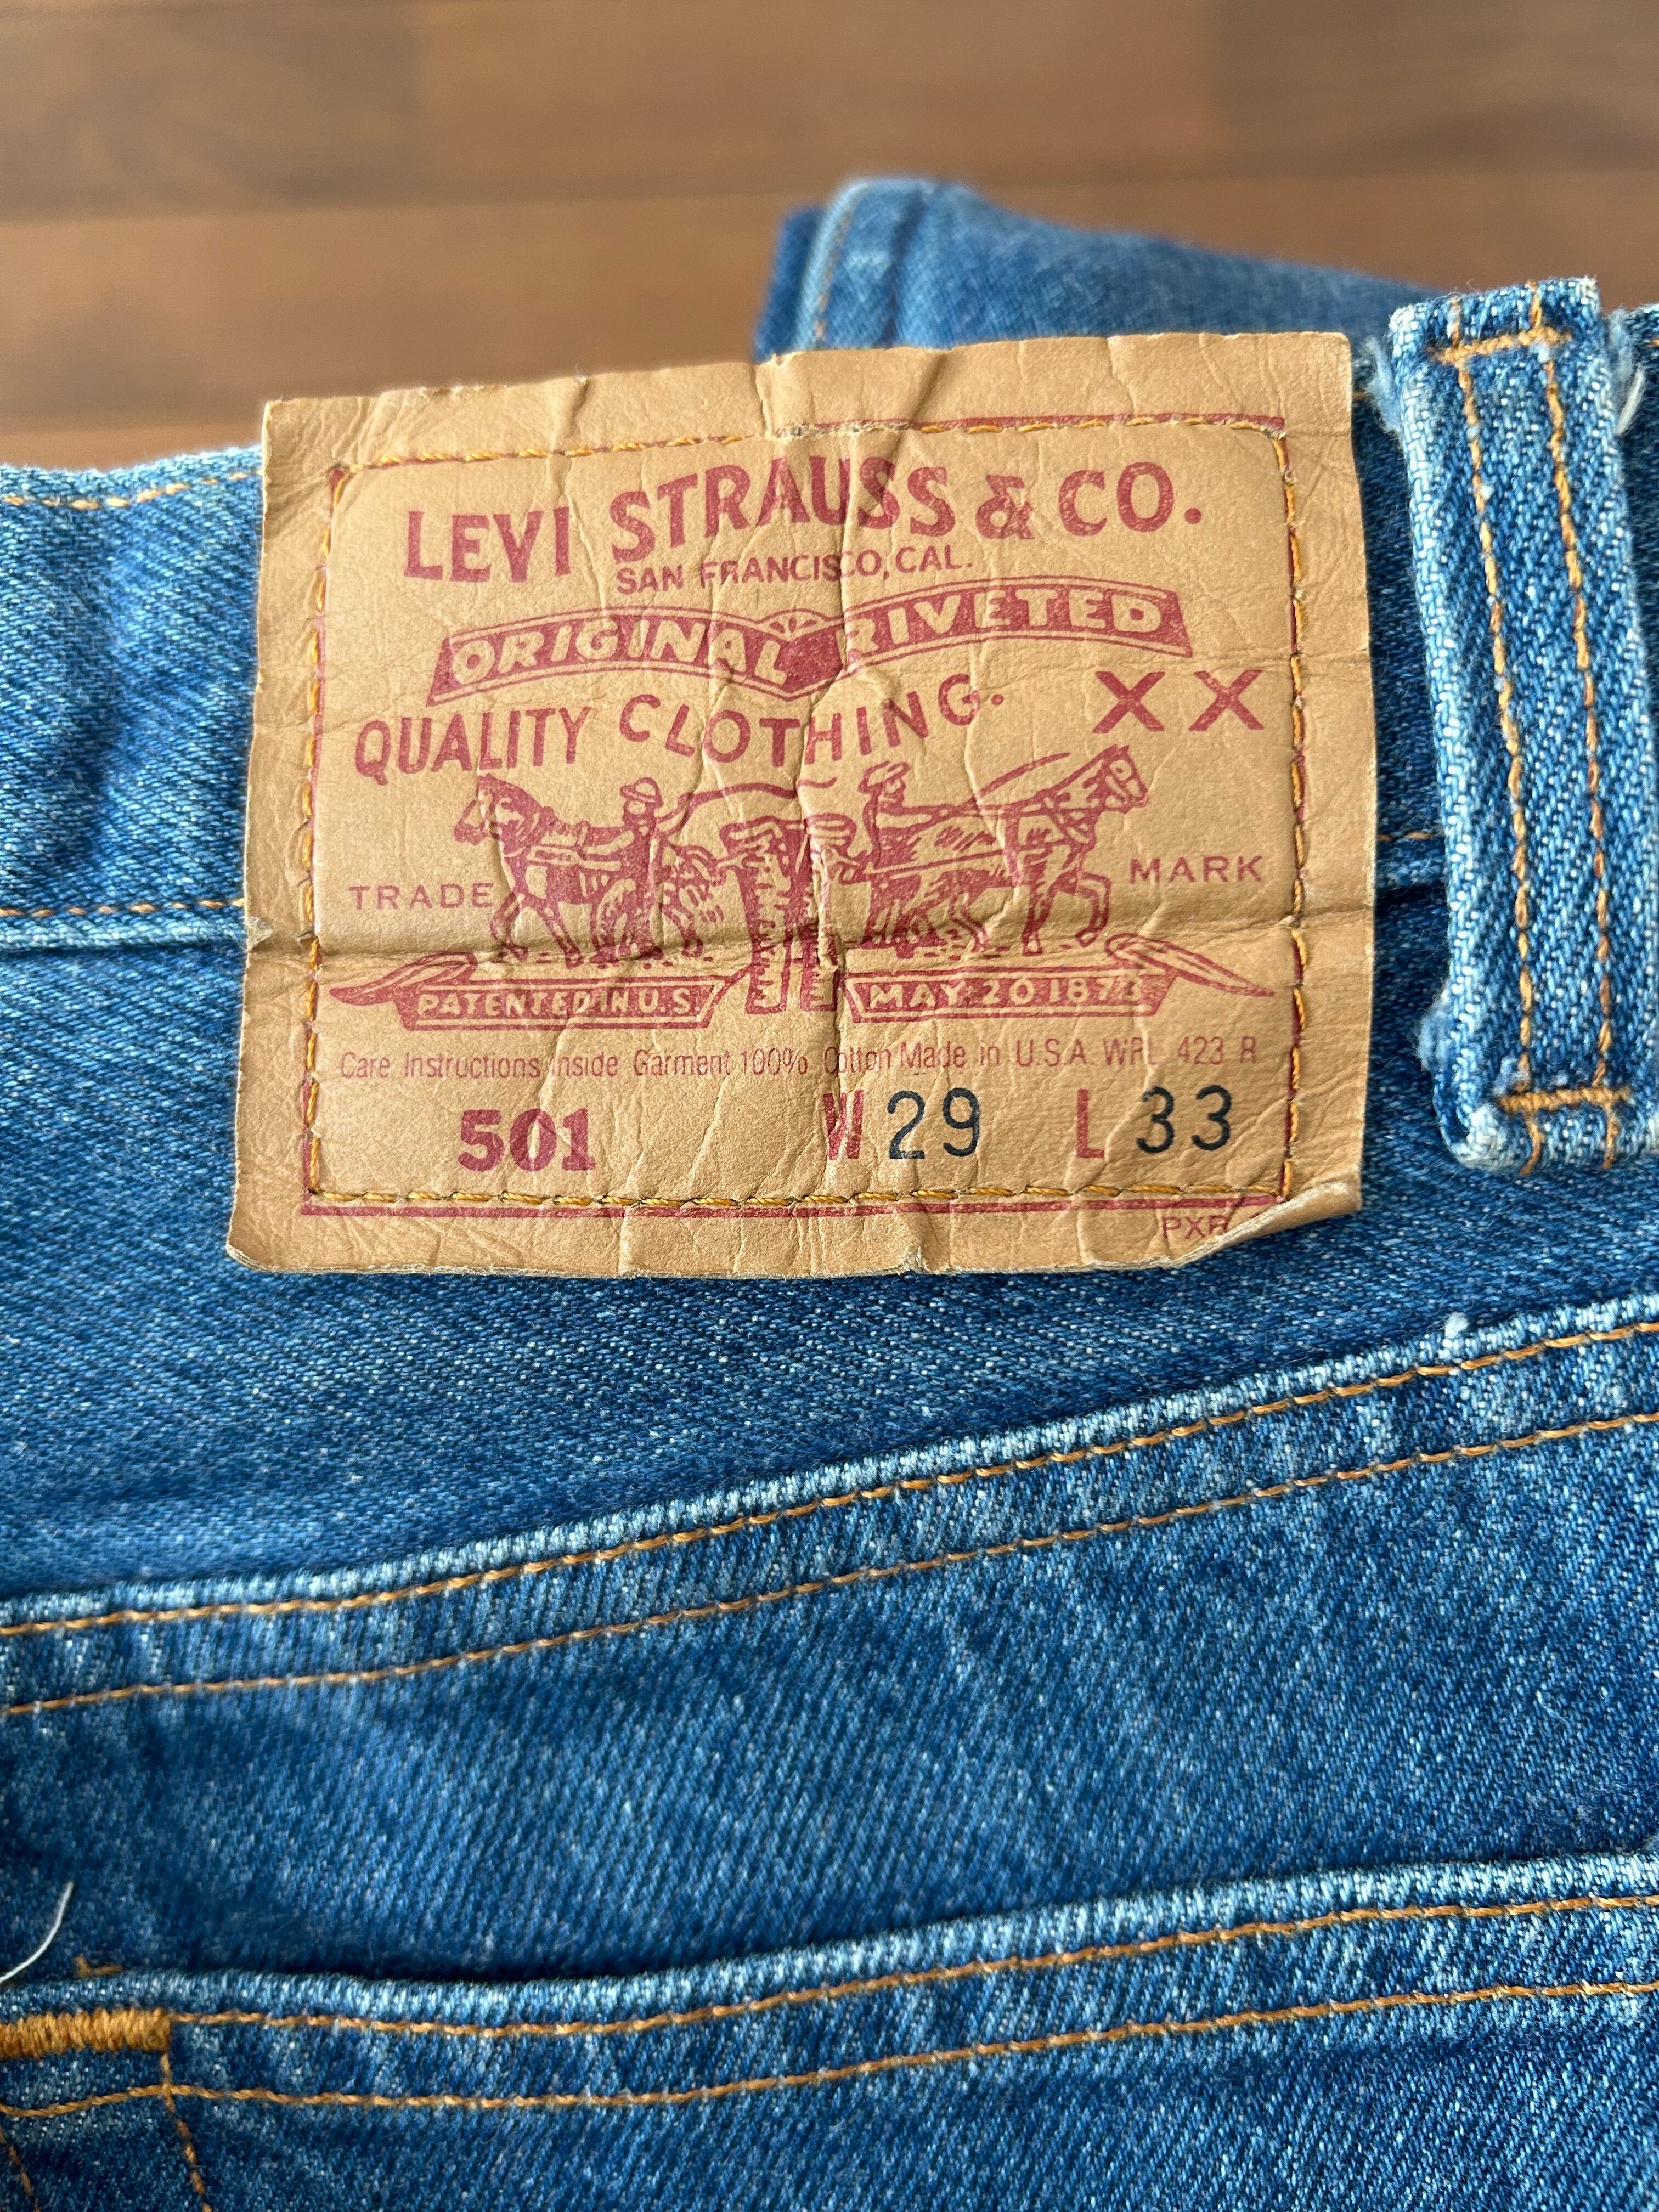 LEVI STRAUSS & CO.
SAN FRANCISCO, CAL.
ORIGINAL RIVETED
QUALITY CLOTHING. XX
TRADE MARK
PATENTED IN U.S. MAY 20 1873
Care Instructions Inside Garment 100% Cotton Made in U.S.A. WPL 423 R
501 W 29 L 33